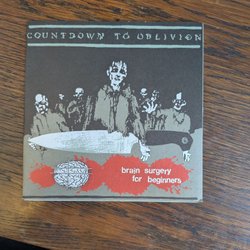 COUNTDOWN TO OBLIVION
brain surgery
for beginners